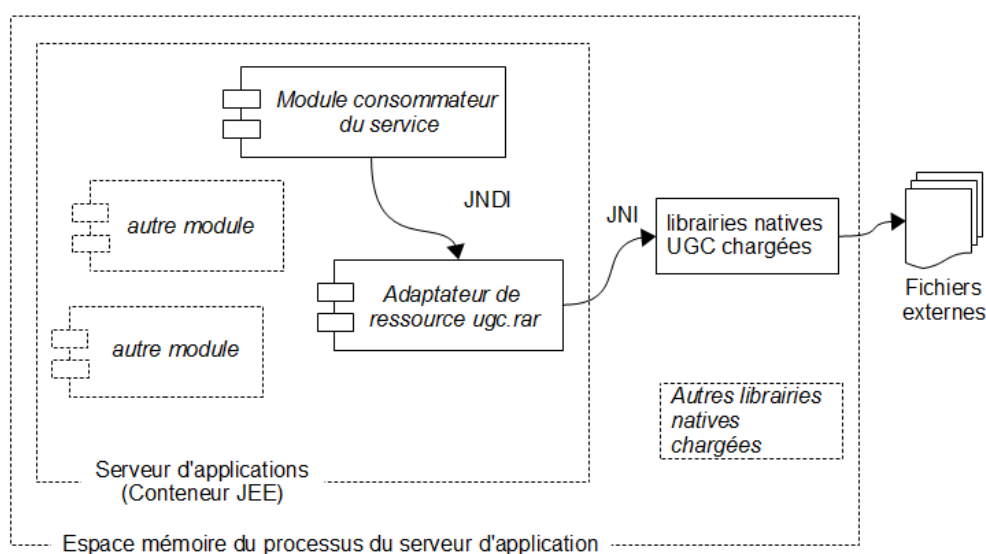 Module consommateur
du service
JNDI
autre module
JNI
librairies natives
UGC chargées
Adaptateur de
ressource ugc.rar
Fichiers
externes
autre module
Autres librairies
natives
chargées
Serveur d'applications
(Conteneur JEE)
Espace mémoire du processus du serveur d'application